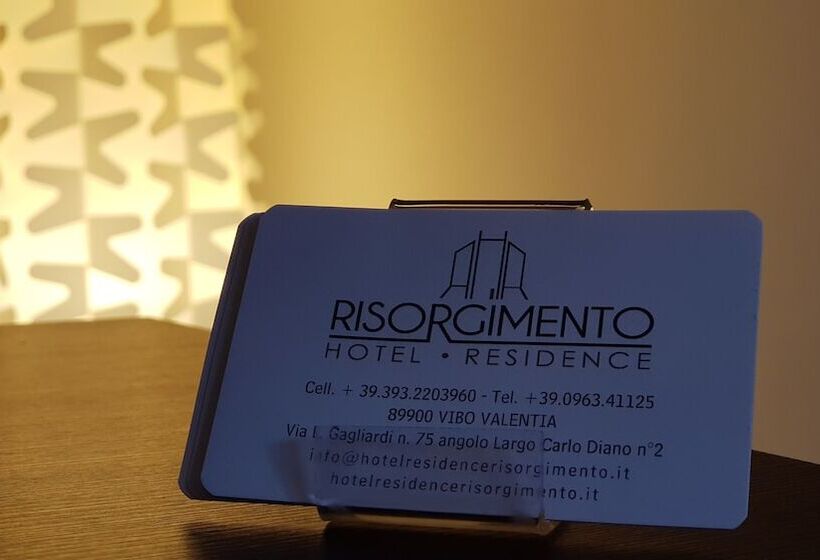 RISORGIMENTO
HOTEL • RESIDENCE
Cell. + 39.393.2203960 - Tel. +39.0963.41125
89900 VIBO VALENTIA
Via E. Gagliardi n. 75 angolo Largo Carlo Diano n°2
info@hotelresidencerisorgimento.it
hotelresidencerisorgimento.it